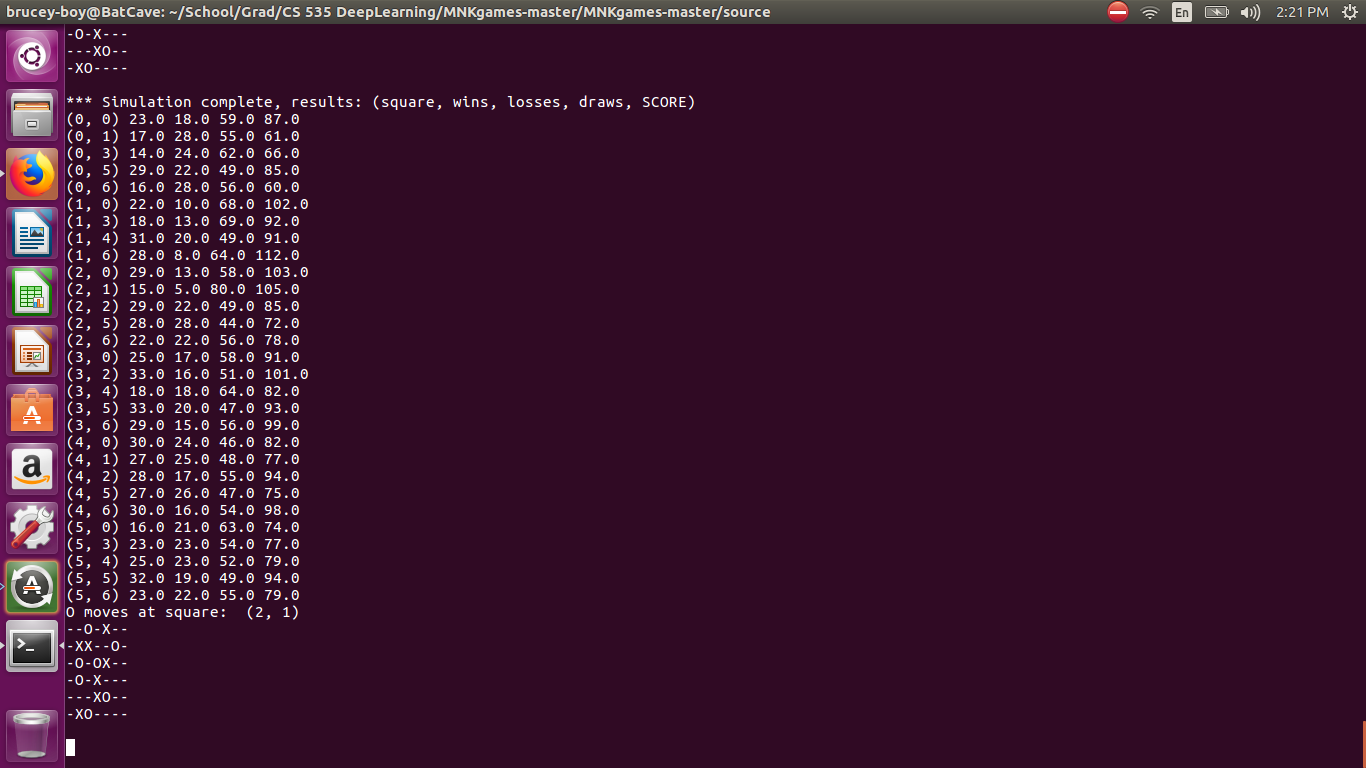 brucey-boy@BatCave: ~/School/Grad/CS 535 DeepLearning/MNKgames-master/MNKgames-master/source
En
2:21 PM
-O-X---
---XO--
-XO----
*** Simulation complete, results: (square, wins, losses, draws, SCORE)
(0, 0) 23.0 18.0 59.0 87.0
(0, 1) 17.0 28.0 55.0 61.0
(0, 3) 14.0 24.0 62.0 66.0
(0, 5) 29.0 22.0 49.0 85.0
(0, 6) 16.0 28.0 56.0 60.0
(1, 0) 22.0 10.0 68.0 102.0
(1, 3) 18.0 13.0 69.0 92.0
(1, 4) 31.0 20.0 49.0 91.0
(1, 6) 28.0 8.0 64.0 112.0
(2, 0) 29.0 13.0 58.0 103.0
(2, 1) 15.0 5.0 80.0 105.0
(2, 2) 29.0 22.0 49.0 85.0
(2, 5) 28.0 28.0 44.0 72.0
(2, 6) 22.0 22.0 56.0 78.0
(3, 0) 25.0 17.0 58.0 91.0
(3, 2) 33.0 16.0 51.0 101.0
(3, 4) 18.0 18.0 64.0 82.0
(3, 5) 33.0 20.0 47.0 93.0
(3, 6) 29.0 15.0 56.0 99.0
(4, 0) 30.0 24.0 46.0 82.0
(4, 1) 27.0 25.0 48.0 77.0
(4, 2) 28.0 17.0 55.0 94.0
(4, 5) 27.0 26.0 47.0 75.0
(4, 6) 30.0 16.0 54.0 98.0
(5, 0) 16.0 21.0 63.0 74.0
(5, 3) 23.0 23.0 54.0 77.0
(5, 4) 25.0 23.0 52.0 79.0
(5, 5) 32.0 19.0 49.0 94.0
(5, 6) 23.0 22.0 55.0 79.0
O moves at square:  (2, 1)
--O-X--
-XX--O-
-O-OX--
-O-X---
---XO--
-XO----